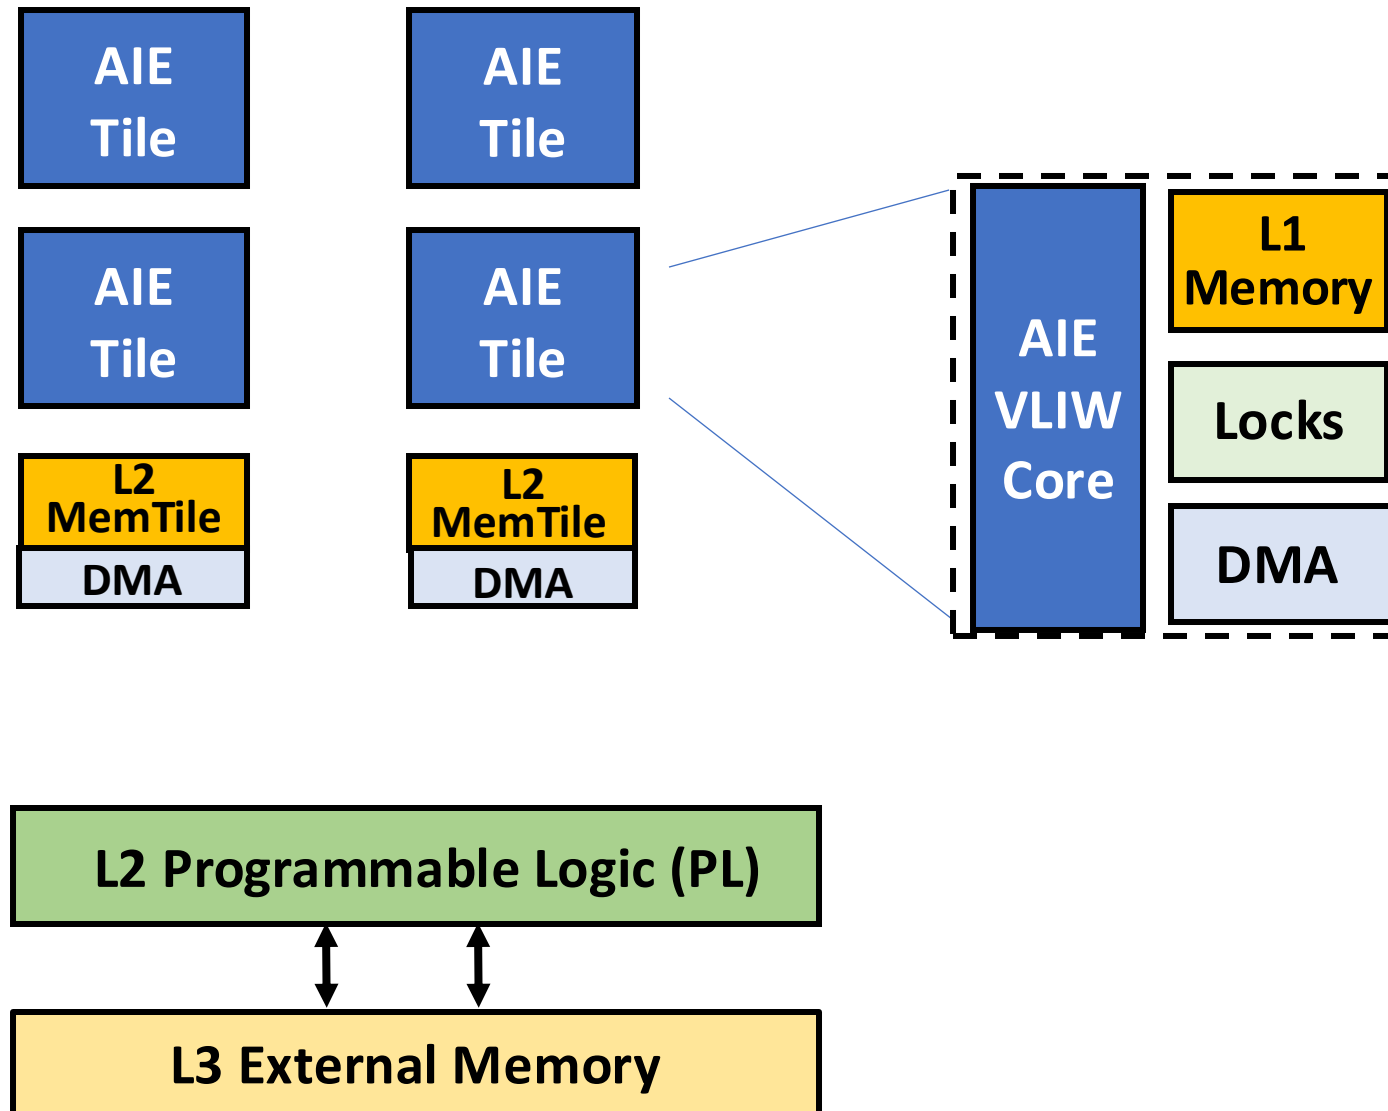 AIE
Tile
AIE
Tile
AIE
Tile
AIE
Tile
L2
MemTile
DMA
L2
MemTile
DMA
AIE
VLIW
Core
L1
Memory
Locks
DMA
L2 Programmable Logic (PL)
L3 External Memory